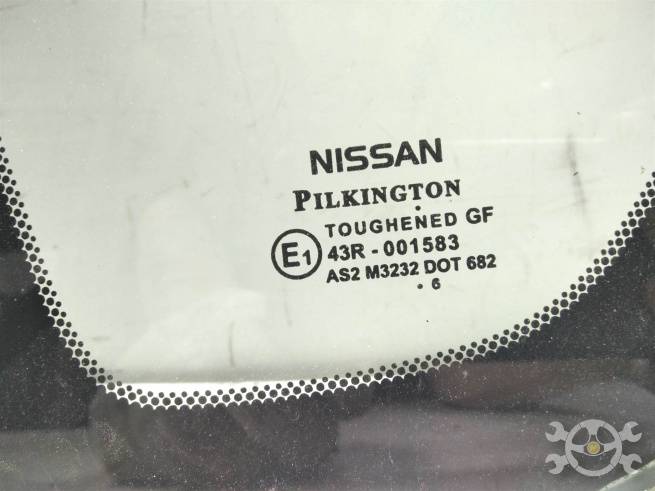 NISSAN
PILKINGTON
TOUGHENED GF
E1 43R - 001583
AS2 M3232 DOT 682
. 6